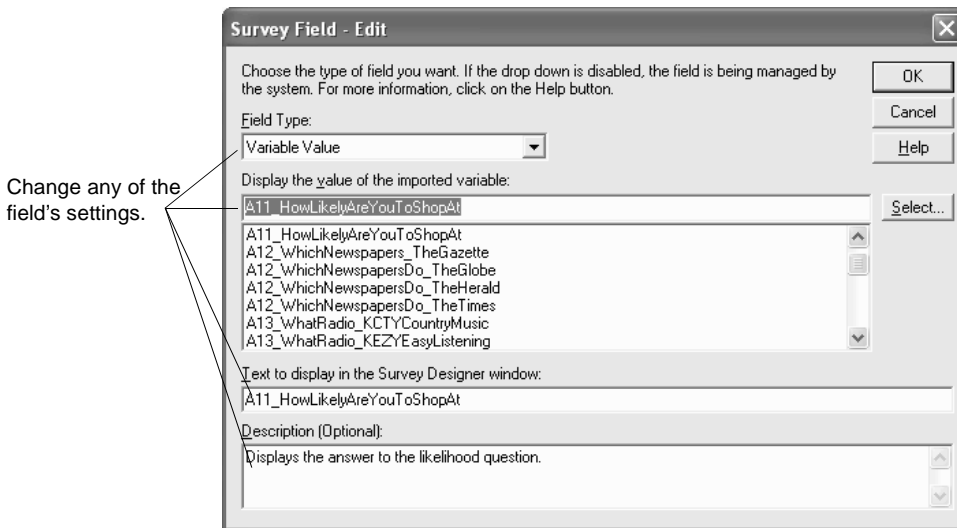 Survey Field - Edit
Choose the type of field you want. If the drop down is disabled, the field is being managed by
the system. For more information, click on the Help button.
OK
Cancel
Help
Field Type:
Variable Value
Change any of the
field's settings.
Display the value of the imported variable:
A11_HowLikelyAreYouToShopAt
Select...
A11_HowLikelyAreYouToShopAt
A12_WhichNewspapers_TheGazette
A12_WhichNewspapersDo_TheGlobe
A12_WhichNewspapersDo_TheHerald
A12_WhichNewspapersDo_TheTimes
A13_WhatRadio_KCTYCountryMusic
A13_WhatRadio_KEZYEasyListening
Text to display in the Survey Designer window:
A11_HowLikelyAreYouToShopAt
Description (Optional):
Displays the answer to the likelihood question.